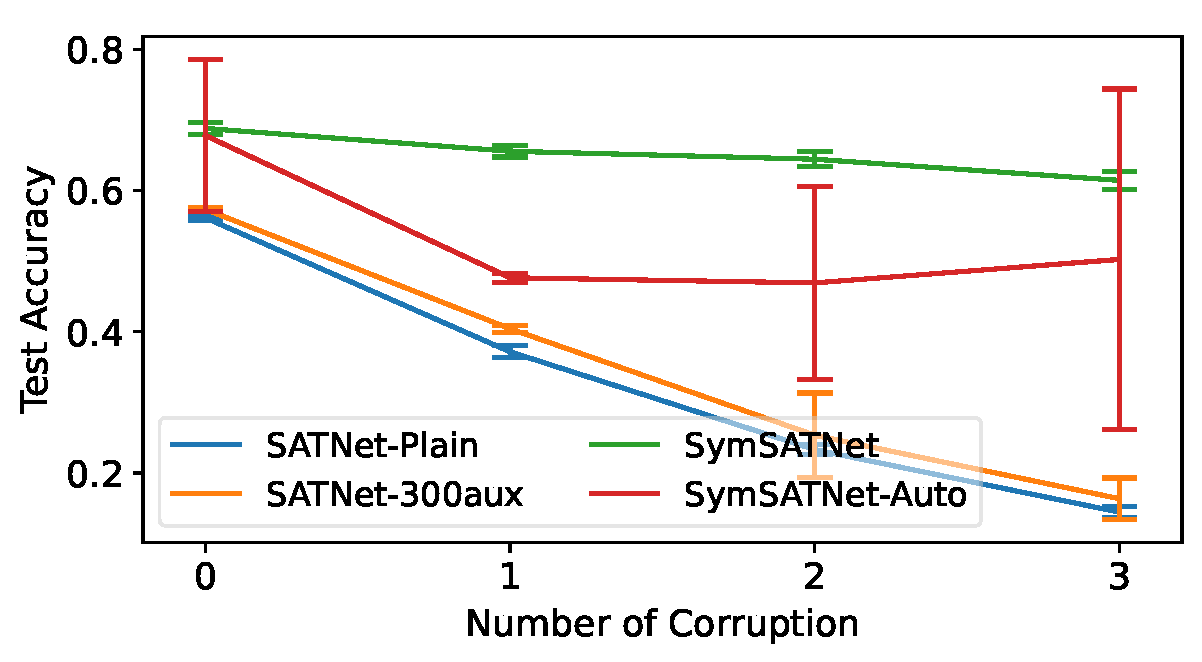 0.8
0.6
0.4
0.2
Test Accuracy
SATNet-Plain
SATNet-300aux
SymSATNet
SymSATNet-Auto
0 1 2 3
Number of Corruption